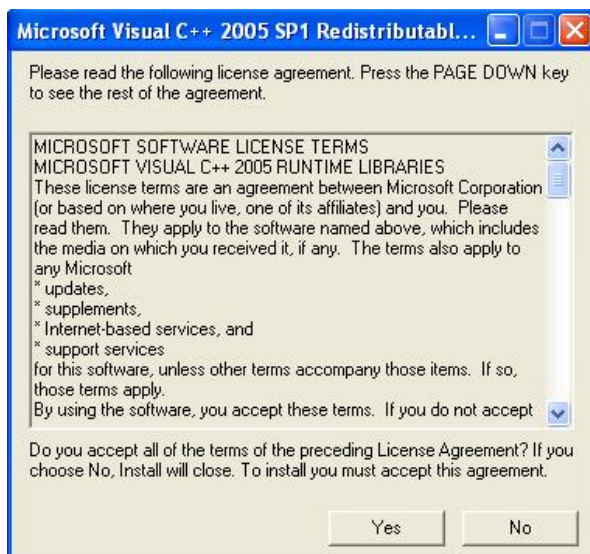 Microsoft Visual C++ 2005 SP1 Redistributabl...
Please read the following license agreement. Press the PAGE DOWN key
to see the rest of the agreement.
MICROSOFT SOFTWARE LICENSE TERMS
MICROSOFT VISUAL C++ 2005 RUNTIME LIBRARIES
These license terms are an agreement between Microsoft Corporation
(or based on where you live, one of its affiliates) and you.  Please
read them.  They apply to the software named above, which includes
the media on which you received it, if any.  The terms also apply to
any Microsoft
* updates,
* supplements,
* Internet-based services, and
* support services
for this software, unless other terms accompany those items.  If so,
those terms apply.
By using the software, you accept these terms.  If you do not accept
Do you accept all of the terms of the preceding License Agreement? If you
choose No, Install will close. To install you must accept this agreement.
Yes No